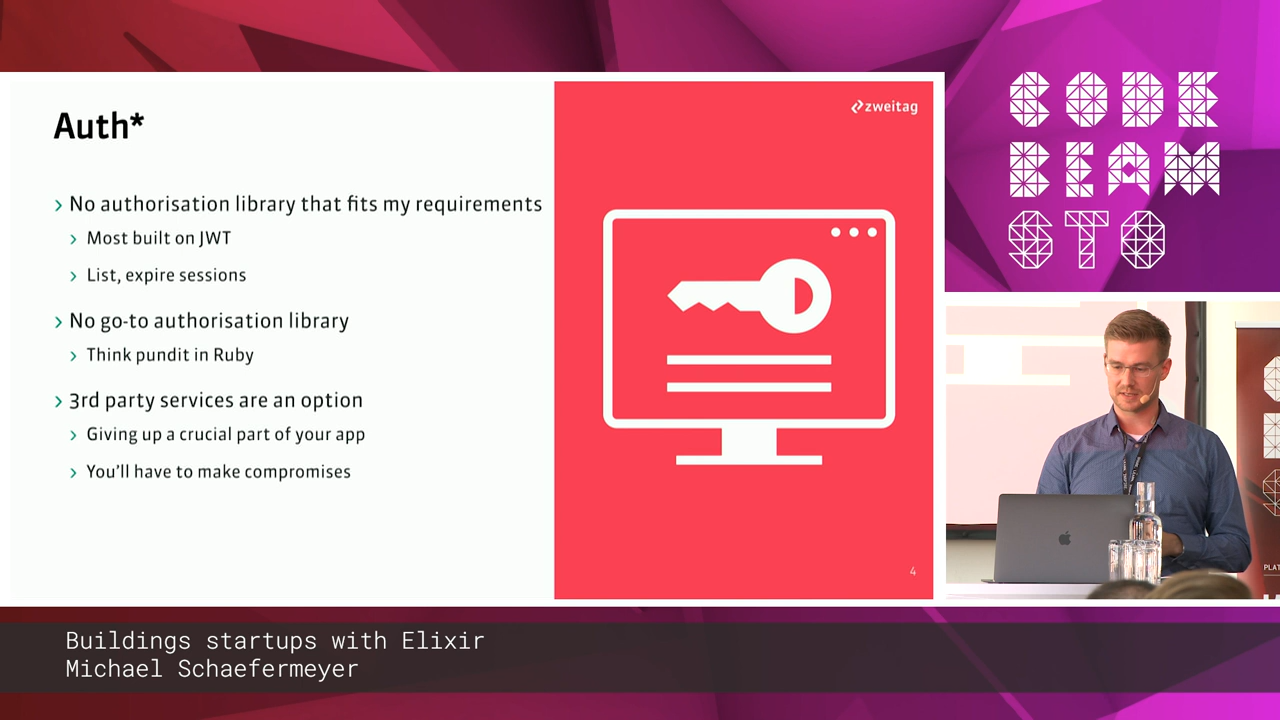 Auth*
› No authorisation library that fits my requirements
› Most built on JWT
› List, expire sessions
› No go-to authorisation library
› Think pundit in Ruby
› 3rd party services are an option
› Giving up a crucial part of your app
› You'll have to make compromises
zweitag
4
CODE
BEAM
STO
PLAT
Buildings startups with Elixir
Michael Schaefermeyer